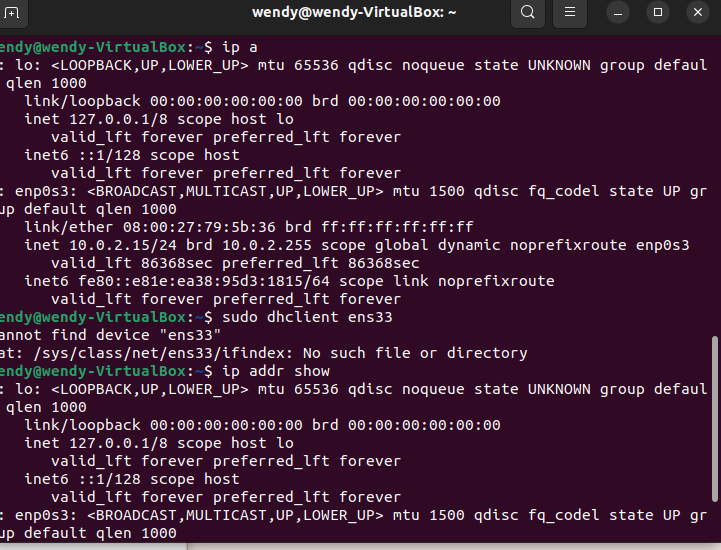 wendy@wendy-VirtualBox: ~
endy@wendy-VirtualBox:~$ ip a
: lo: <LOOPBACK,UP,LOWER_UP> mtu 65536 qdisc noqueue state UNKNOWN group defaul
 qlen 1000
    link/loopback 00:00:00:00:00:00 brd 00:00:00:00:00:00
    inet 127.0.0.1/8 scope host lo
       valid_lft forever preferred_lft forever
    inet6 ::1/128 scope host
       valid_lft forever preferred_lft forever
: enp0s3: <BROADCAST,MULTICAST,UP,LOWER_UP> mtu 1500 qdisc fq_codel state UP gr
up default qlen 1000
    link/ether 08:00:27:79:5b:36 brd ff:ff:ff:ff:ff:ff
    inet 10.0.2.15/24 brd 10.0.2.255 scope global dynamic noprefixroute enp0s3
       valid_lft 86368sec preferred_lft 86368sec
    inet6 fe80::e81e:ea38:95d3:1815/64 scope link noprefixroute
       valid_lft forever preferred_lft forever
endy@wendy-VirtualBox:~$ sudo dhclient ens33
annot find device "ens33"
at: /sys/class/net/ens33/ifindex: No such file or directory
endy@wendy-VirtualBox:~$ ip addr show
: lo: <LOOPBACK,UP,LOWER_UP> mtu 65536 qdisc noqueue state UNKNOWN group defaul
 qlen 1000
    link/loopback 00:00:00:00:00:00 brd 00:00:00:00:00:00
    inet 127.0.0.1/8 scope host lo
       valid_lft forever preferred_lft forever
    inet6 ::1/128 scope host
       valid_lft forever preferred_lft forever
: enp0s3: <BROADCAST,MULTICAST,UP,LOWER_UP> mtu 1500 qdisc fq_codel state UP gr
up default qlen 1000